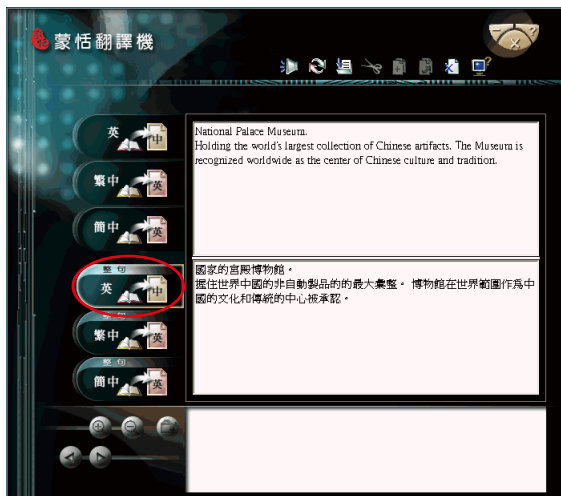 蒙恬翻譯機
英 中
繁中 英
簡中 英
整句
英 中
整句
繁中 英
整句
簡中 英
National Palace Museum.
Holding the world's largest collection of Chinese artifacts. The Museum is
recognized worldwide as the center of Chinese culture and tradition.
國家的宮殿博物館。
握住世界中國的非自動製品的的最大彙整。 博物館在世界範圍作爲中
國的文化和傳統的中心被承認。